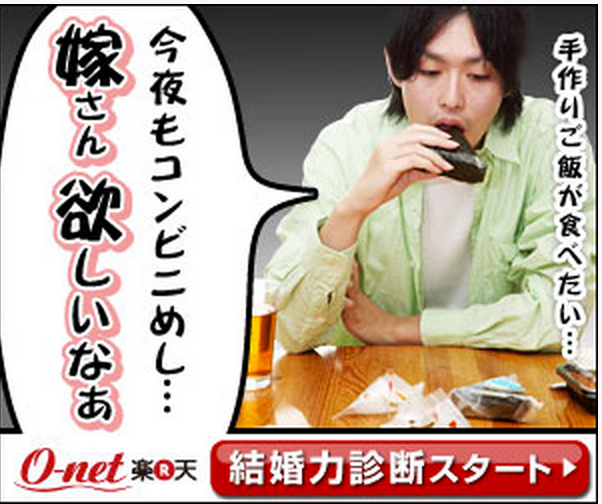 今夜もコンビニめし…
嫁さん欲しいなぁ
手作りご飯が食べたい…
O-net 楽R天
結婚力診断スタート